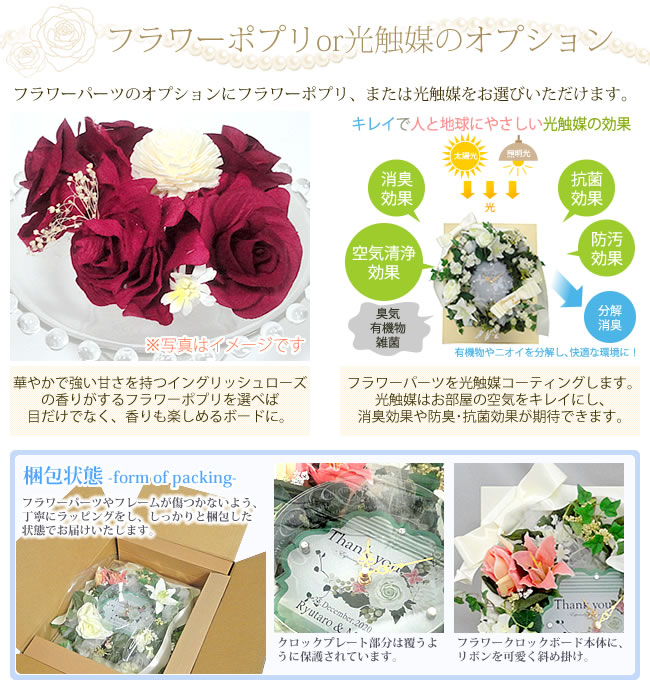 フラワーポプリor光触媒のオプション
フラワーパーツのオプションにフラワーポプリ、または光触媒をお選びいただけます。
※写真はイメージです
キレイで人と地球にやさしい光触媒の効果
太陽光
照明光
光
消臭
効果
抗菌
効果
空気清浄
効果
防汚
効果
臭気
有機物
雑菌
分解
消臭
有機物やニオイを分解し、快適な環境に！
華やかで強い甘さを持つイングリッシュローズ
の香りがするフラワーポプリを選べば
目だけでなく、香りも楽しめるボードに。
フラワーパーツを光触媒コーティングします。
光触媒はお部屋の空気をキレイにし、
消臭効果や防臭・抗菌効果が期待できます。
梱包状態 -form of packing-
フラワーパーツやフレームが傷つかないよう、
丁寧にラッピングをし、しっかりと梱包した
状態でお届けいたします。
Thank you
December, 2020
Ryutaro &
クロックプレート部分は覆うよ
うに保護されています。
Thank you
フラワークロックボード本体に、
リボンを可愛く斜め掛け。